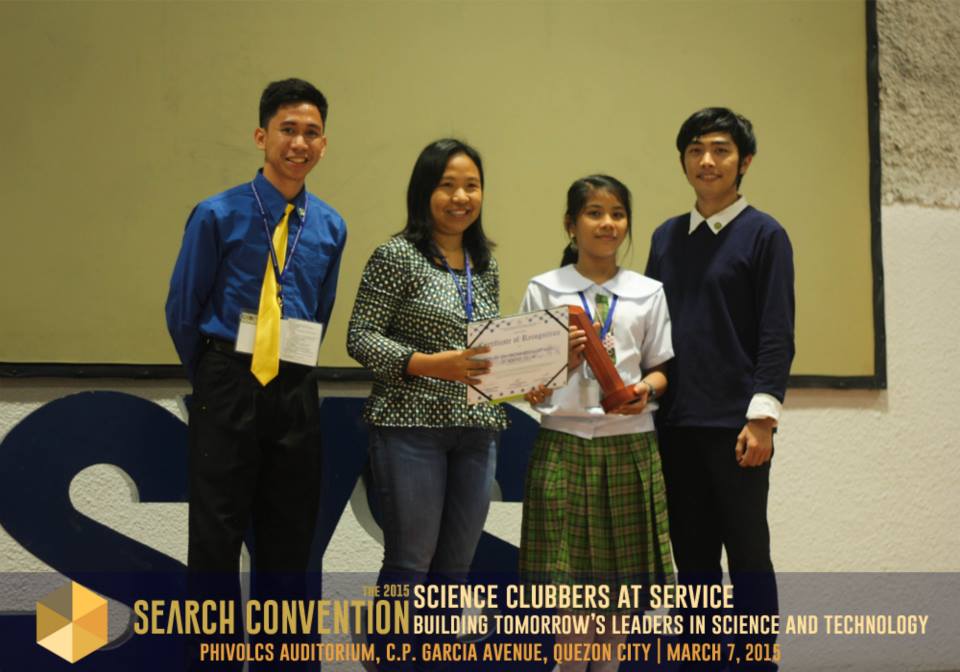 Certificate of Recognition
THE 2015
SEARCH CONVENTION
SCIENCE CLUBBERS AT SERVICE
BUILDING TOMORROW'S LEADERS IN SCIENCE AND TECHNOLOGY
PHIVOLCS AUDITORIUM, C.P. GARCIA AVENUE, QUEZON CITY | MARCH 7, 2015